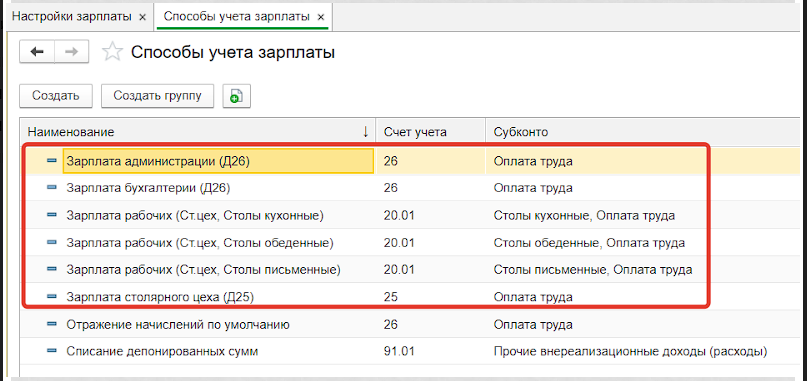 Настройки зарплаты × Способы учета зарплаты ×
Способы учета зарплаты
Создать Создать группу
Наименование ↓ Счет учета Субконто
Зарплата администрации (Д26) 26 Оплата труда
Зарплата бухгалтерии (Д26) 26 Оплата труда
Зарплата рабочих (Ст.цех, Столы кухонные) 20.01 Столы кухонные, Оплата труда
Зарплата рабочих (Ст.цех, Столы обеденные) 20.01 Столы обеденные, Оплата труда
Зарплата рабочих (Ст.цех, Столы письменные) 20.01 Столы письменные, Оплата труда
Зарплата столярного цеха (Д25) 25 Оплата труда
Отражение начислений по умолчанию 26 Оплата труда
Списание депонированных сумм 91.01 Прочие внереализационные доходы (расходы)